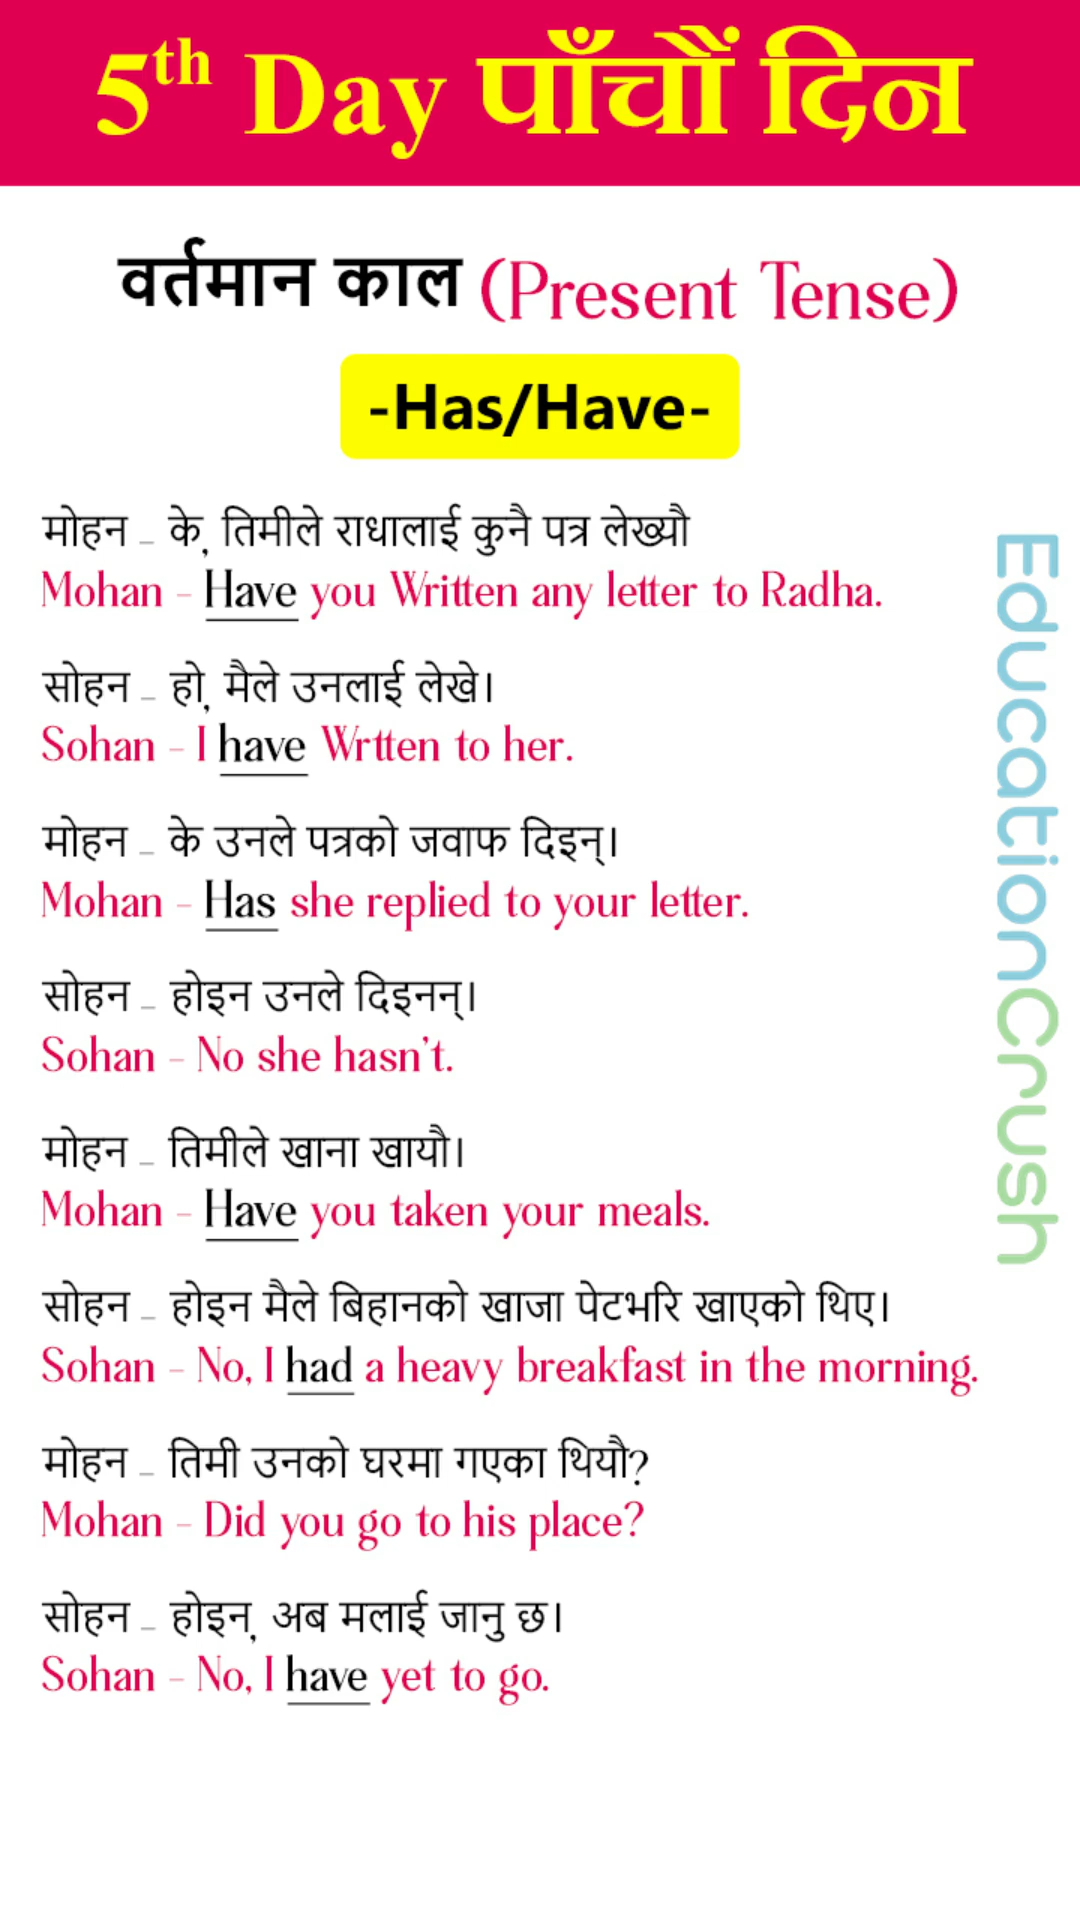 5th Day पाँचौं दिन
वर्तमान काल (Present Tense)
-Has/Have-
मोहन - के, तिमीले राधालाई कुनै पत्र लेख्यौ
Mohan - Have you Written any letter to Radha.
सोहन - हो, मैले उनलाई लेखे।
Sohan - I have Wrtten to her.
मोहन - के उनले पत्रको जवाफ दिइन्।
Mohan - Has she replied to your letter.
सोहन - होइन उनले दिइनन्।
Sohan - No she hasn't.
मोहन - तिमीले खाना खायौ।
Mohan - Have you taken your meals.
सोहन - होइन मैले बिहानको खाजा पेटभरि खाएको थिए।
Sohan - No, I had a heavy breakfast in the morning.
मोहन - तिमी उनको घरमा गएका थियौ?
Mohan - Did you go to his place?
सोहन - होइन, अब मलाई जानु छ।
Sohan - No, I have yet to go.
EducationCrush